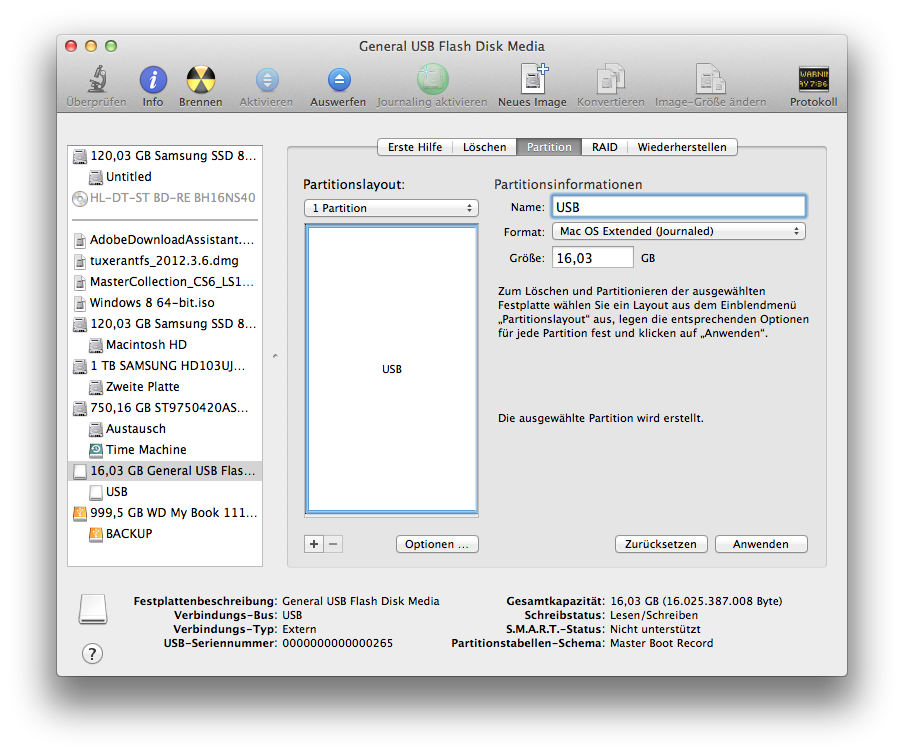 General USB Flash Disk Media
Überprüfen Info Brennen Aktivieren Auswerfen Journaling aktivieren Neues Image Konvertieren Image-Größe ändern Protokoll
WARNIN
AY 7:36
Erste Hilfe Löschen Partition RAID Wiederherstellen
120,03 GB Samsung SSD 8...
Untitled
HL-DT-ST BD-RE BH16NS40
AdobeDownloadAssistant....
tuxerantfs_2012.3.6.dmg
MasterCollection_CS6_LS1...
Windows 8 64-bit.iso
120,03 GB Samsung SSD 8...
Macintosh HD
1 TB SAMSUNG HD103UJ...
Zweite Platte
750,16 GB ST9750420AS...
Austausch
Time Machine
16,03 GB General USB Flas...
USB
999,5 GB WD My Book 111...
BACKUP
Partitionslayout:
1 Partition
USB
+ −
Optionen ...
Partitionsinformationen
Name: USB
Format: Mac OS Extended (Journaled)
Größe: 16,03 GB
Zum Löschen und Partitionieren der ausgewählten
Festplatte wählen Sie ein Layout aus dem Einblendmenü
„Partitionslayout“ aus, legen die entsprechenden Optionen
für jede Partition fest und klicken auf „Anwenden“.
Die ausgewählte Partition wird erstellt.
Zurücksetzen Anwenden
Festplattenbeschreibung: General USB Flash Disk Media
Verbindungs-Bus: USB
Verbindungs-Typ: Extern
USB-Seriennummer: 0000000000000265
Gesamtkapazität: 16,03 GB (16.025.387.008 Byte)
Schreibstatus: Lesen/Schreiben
S.M.A.R.T.-Status: Nicht unterstützt
Partitionstabellen-Schema: Master Boot Record
?